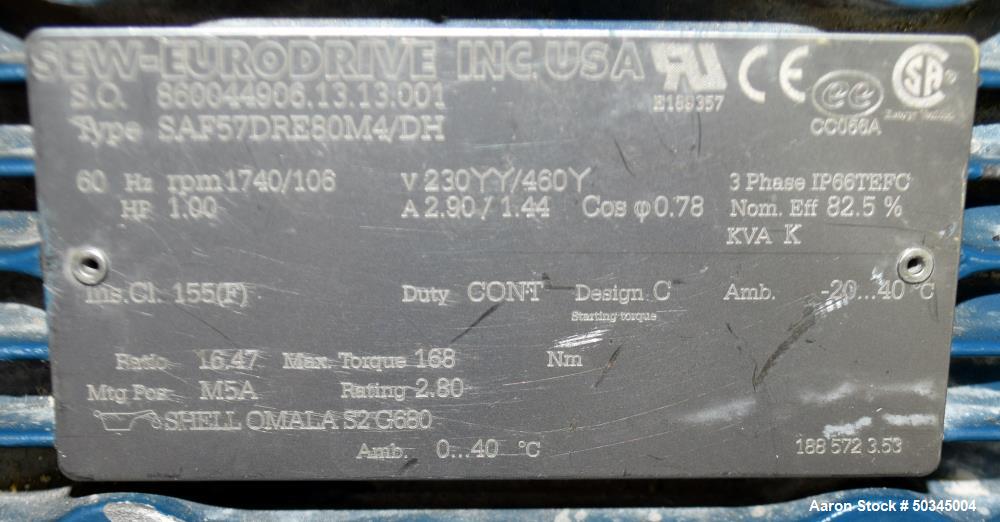 SEW-EURODRIVE INC. USA
S.O. 860044906.13.13.001
Type SAF57DRE80M4/DH
E189357
CC056A
60 Hz rpm 1740/106 V 230YY/460Y 3 Phase IP66TEFC
HP 1.00 A 2.90/1.44 Cos φ0.78 Nom. Eff 82.5 %
KVA K
Ins.Cl. 155(F) Duty CONT Design C Amb. -20...40 °C
Starting torque
Ratio 16.47 Max. Torque 168 Nm
Mtg Pos M5A Rating 2.80
SHELL OMALA S2 G680
Amb. 0...40 °C
188 572 3.53
Aaron Stock # 50345004